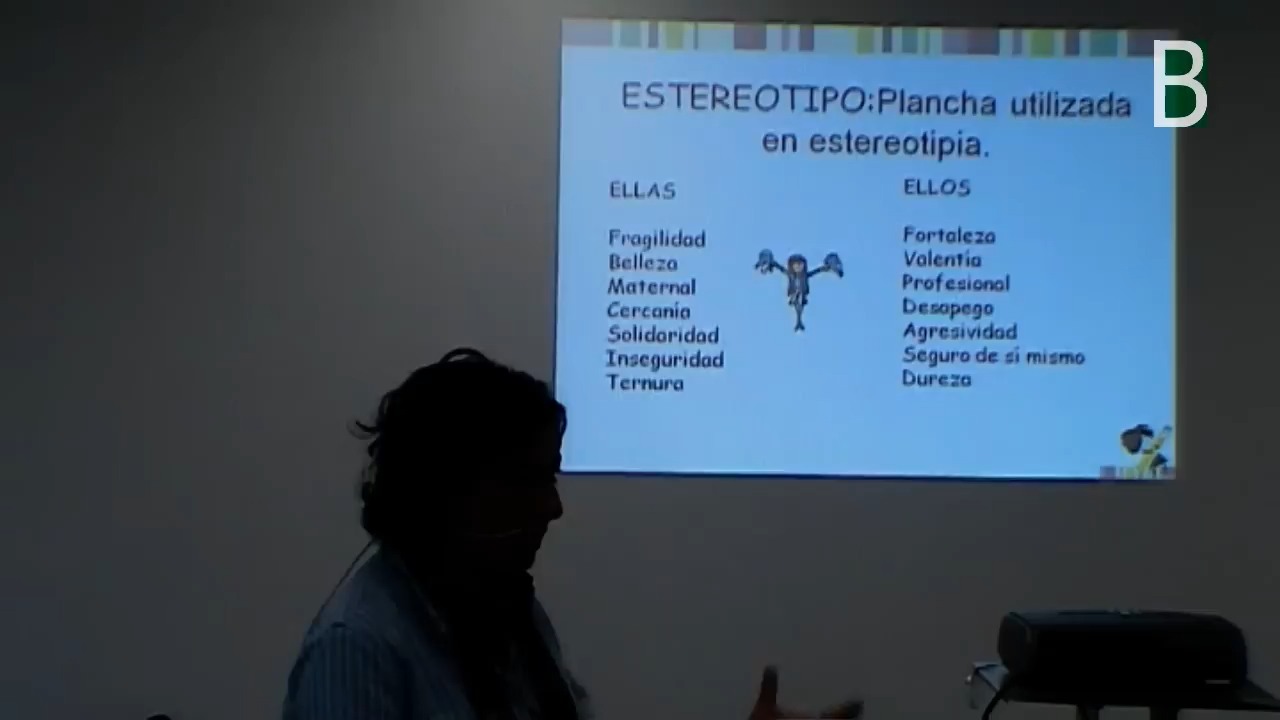 B
ESTEREOTIPO:Plancha utilizada
en estereotipia.
ELLAS
Fragilidad
Belleza
Maternal
Cercanía
Solidaridad
Inseguridad
Ternura
ELLOS
Fortaleza
Valentía
Profesional
Desapego
Agresividad
Seguro de sí mismo
Dureza